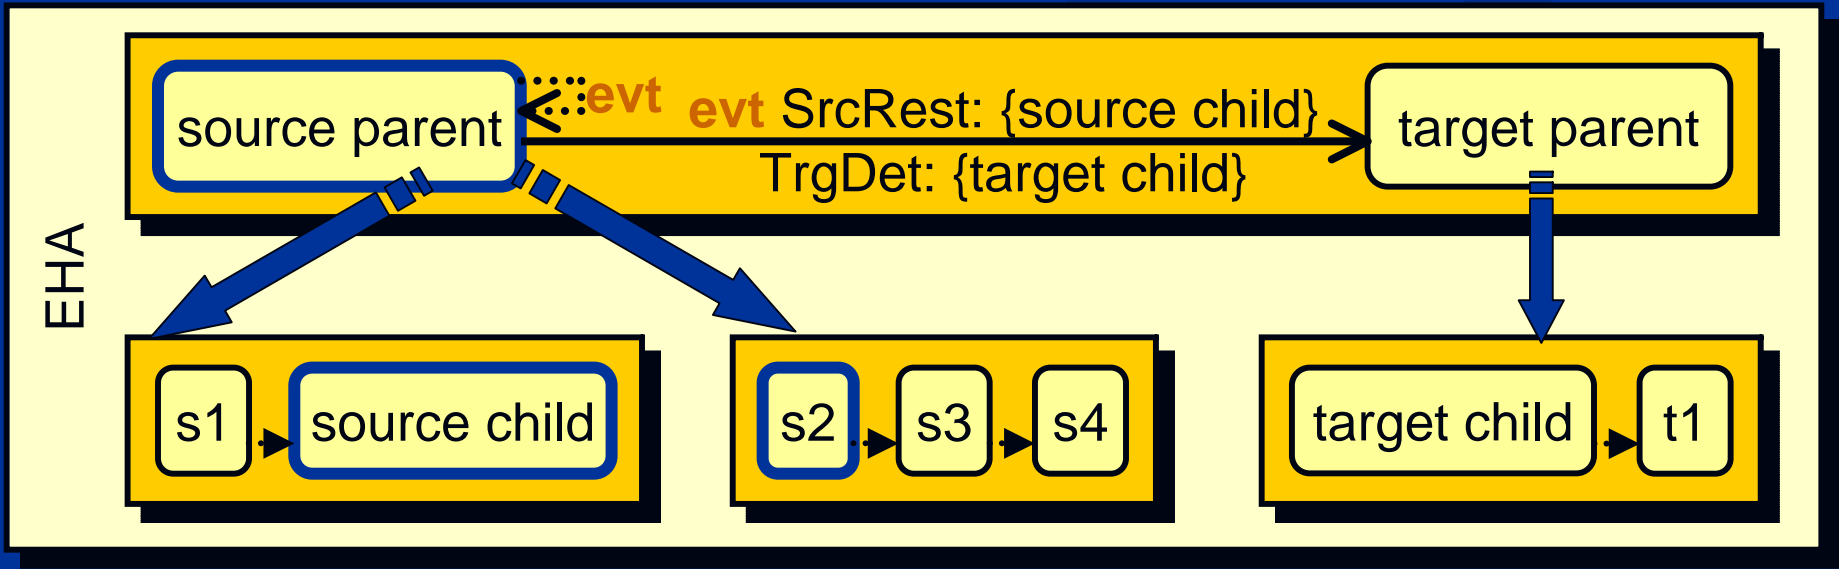 EHA
source parent
evt
evt SrcRest: {source child}
TrgDet: {target child}
target parent
s1
source child
s2
s3
s4
target child
t1